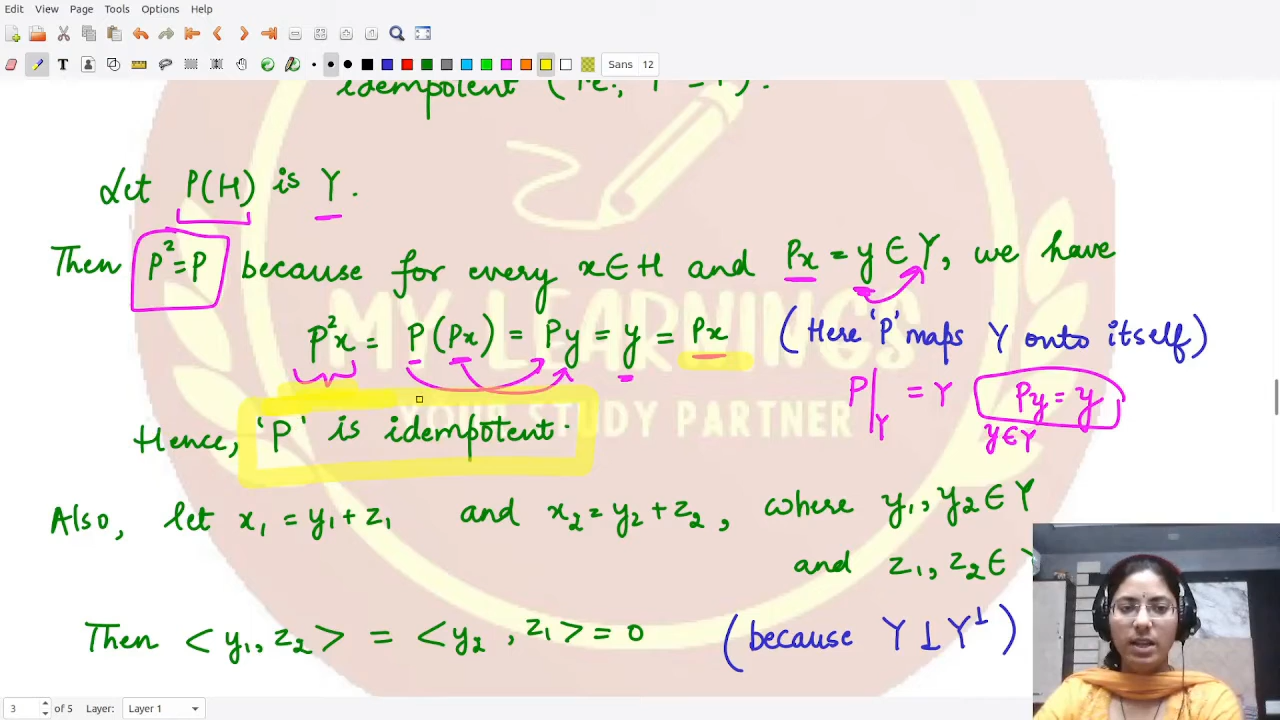 Edit View Page Tools Options Help
Sans 12
idempotent (i.e., P² = P).
Let P(H) is Y.
Then P²=P because for every x∈H and Px = y ∈ Y, we have
P²x = P(Px) = Py = y = Px (Here 'P' maps Y onto itself)
P|Y = Y Py = y
y∈Y
Hence, 'P' is idempotent.
Also, let x₁ = y₁+z₁ and x₂=y₂+z₂, where y₁, y₂ ∈ Y
and z₁, z₂ ∈
Then <y₁, z₂> = <y₂, z₁> = 0 (because Y⊥Y⊥)
MY LEARNINGS
YOUR STUDY PARTNER
3 of 5 Layer: Layer 1